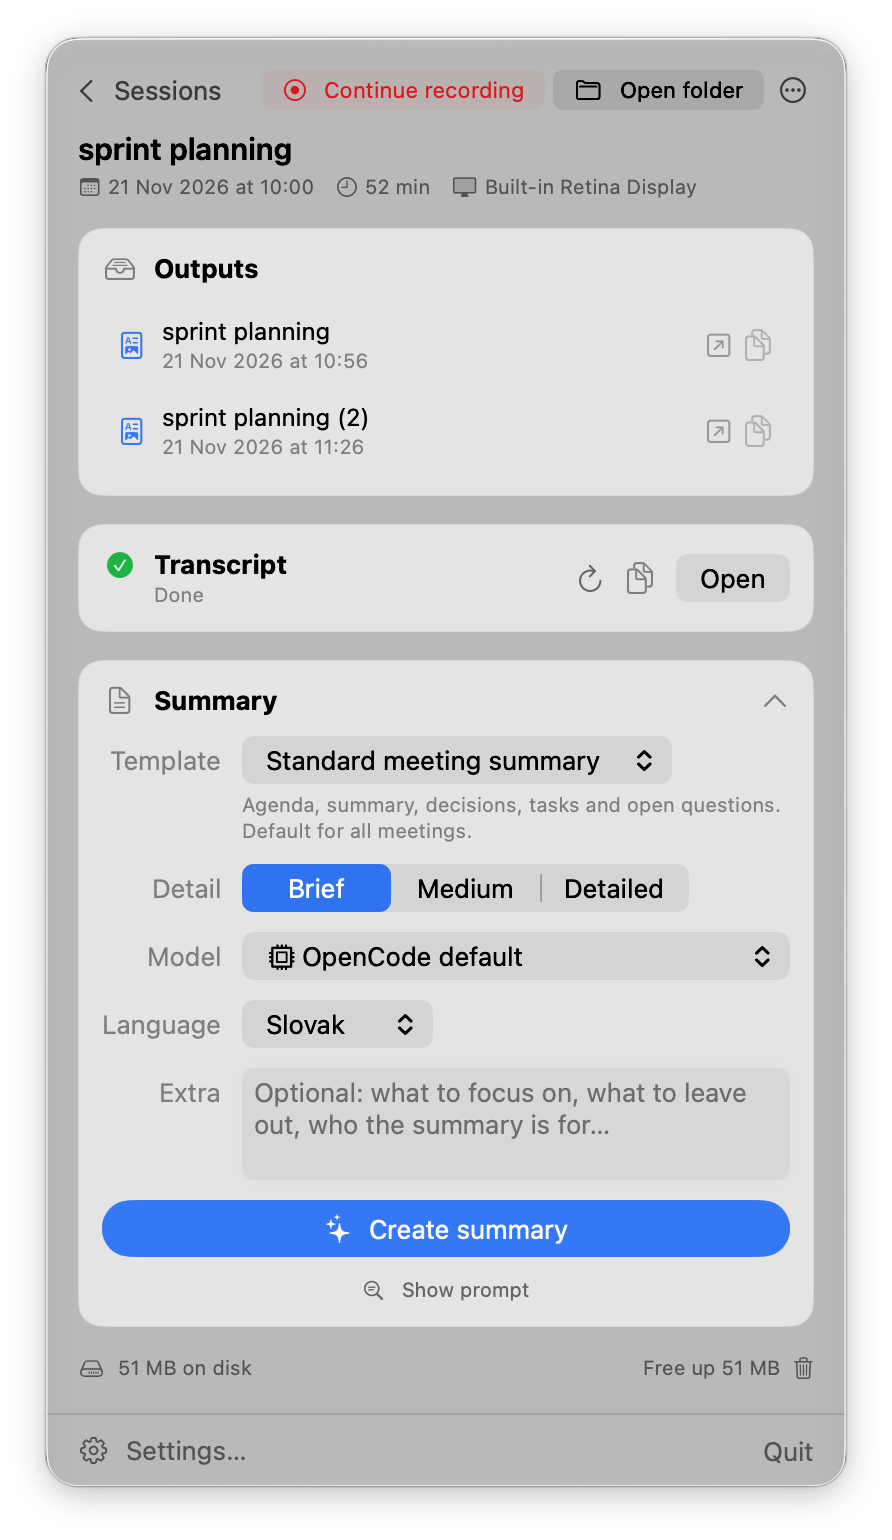 Sessions
Continue recording
Open folder
sprint planning
21 Nov 2026 at 10:00
52 min
Built-in Retina Display
Outputs
sprint planning
21 Nov 2026 at 10:56
sprint planning (2)
21 Nov 2026 at 11:26
Transcript
Done
Open
Summary
Template
Standard meeting summary
Agenda, summary, decisions, tasks and open questions.
Default for all meetings.
Detail
Brief
Medium
Detailed
Model
OpenCode default
Language
Slovak
Extra
Optional: what to focus on, what to leave
out, who the summary is for...
Create summary
Show prompt
51 MB on disk
Free up 51 MB
Settings...
Quit